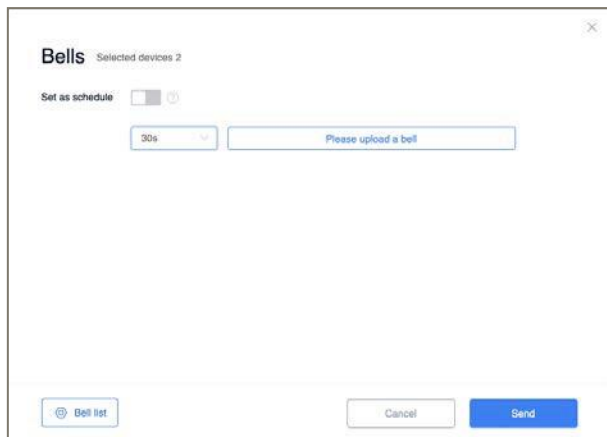 Bells Selected devices 2
Set as schedule
30s Please upload a bell
Bell list Cancel Send